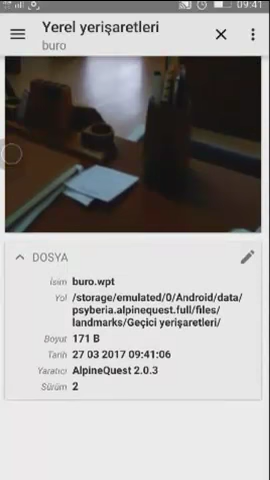 09:41
Yerel yerişaretleri
buro
DOSYA
İsim buro.wpt
Yol /storage/emulated/0/Android/data/
psyberia.alpinequest.full/files/
landmarks/Geçici yerişaretleri/
Boyut 171 B
Tarih 27 03 2017 09:41:06
Yaratıcı AlpineQuest 2.0.3
Sürüm 2